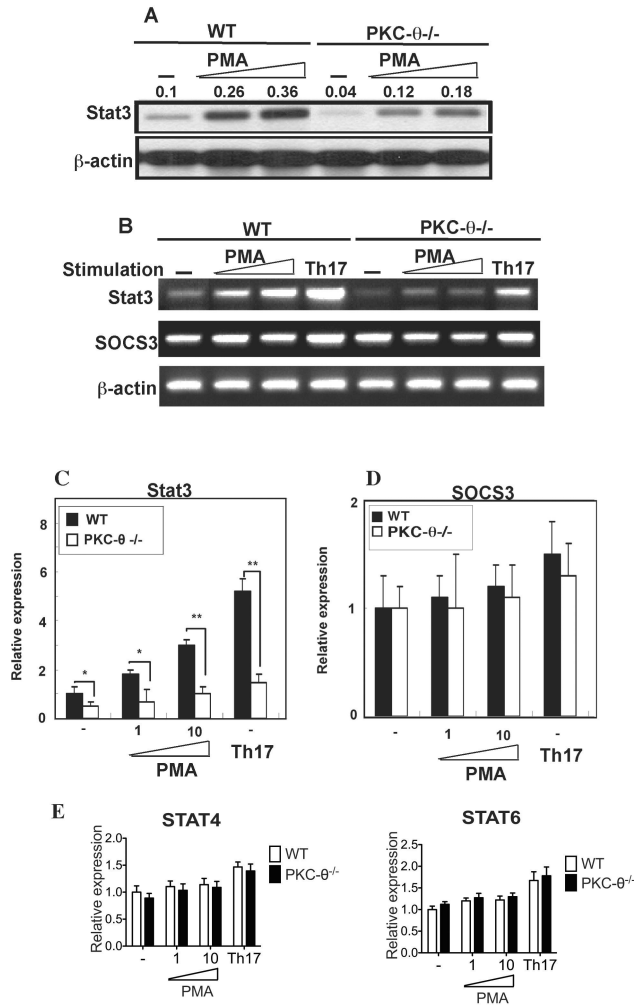 A
WT PKC-θ-/-
PMA PMA
– –
0.1 0.26 0.36 0.04 0.12 0.18
Stat3
β-actin
B
WT PKC-θ-/-
Stimulation – PMA Th17 – PMA Th17
Stat3
SOCS3
β-actin
C
Stat3
WT
PKC-θ -/-
Relative expression
8
6
4
2
0
* * ** **
- 1 10 -
PMA Th17
D
SOCS3
WT
PKC-θ-/-
Relative expression
2
1
0
- 1 10 -
PMA Th17
E
STAT4
WT
PKC-θ-/-
Relative expression
2.0
1.5
1.0
0.5
0.0
- 1 10 Th17
PMA
STAT6
WT
PKC-θ-/-
Relative expression
2.5
2.0
1.5
1.0
0.5
0.0
- 1 10 Th17
PMA